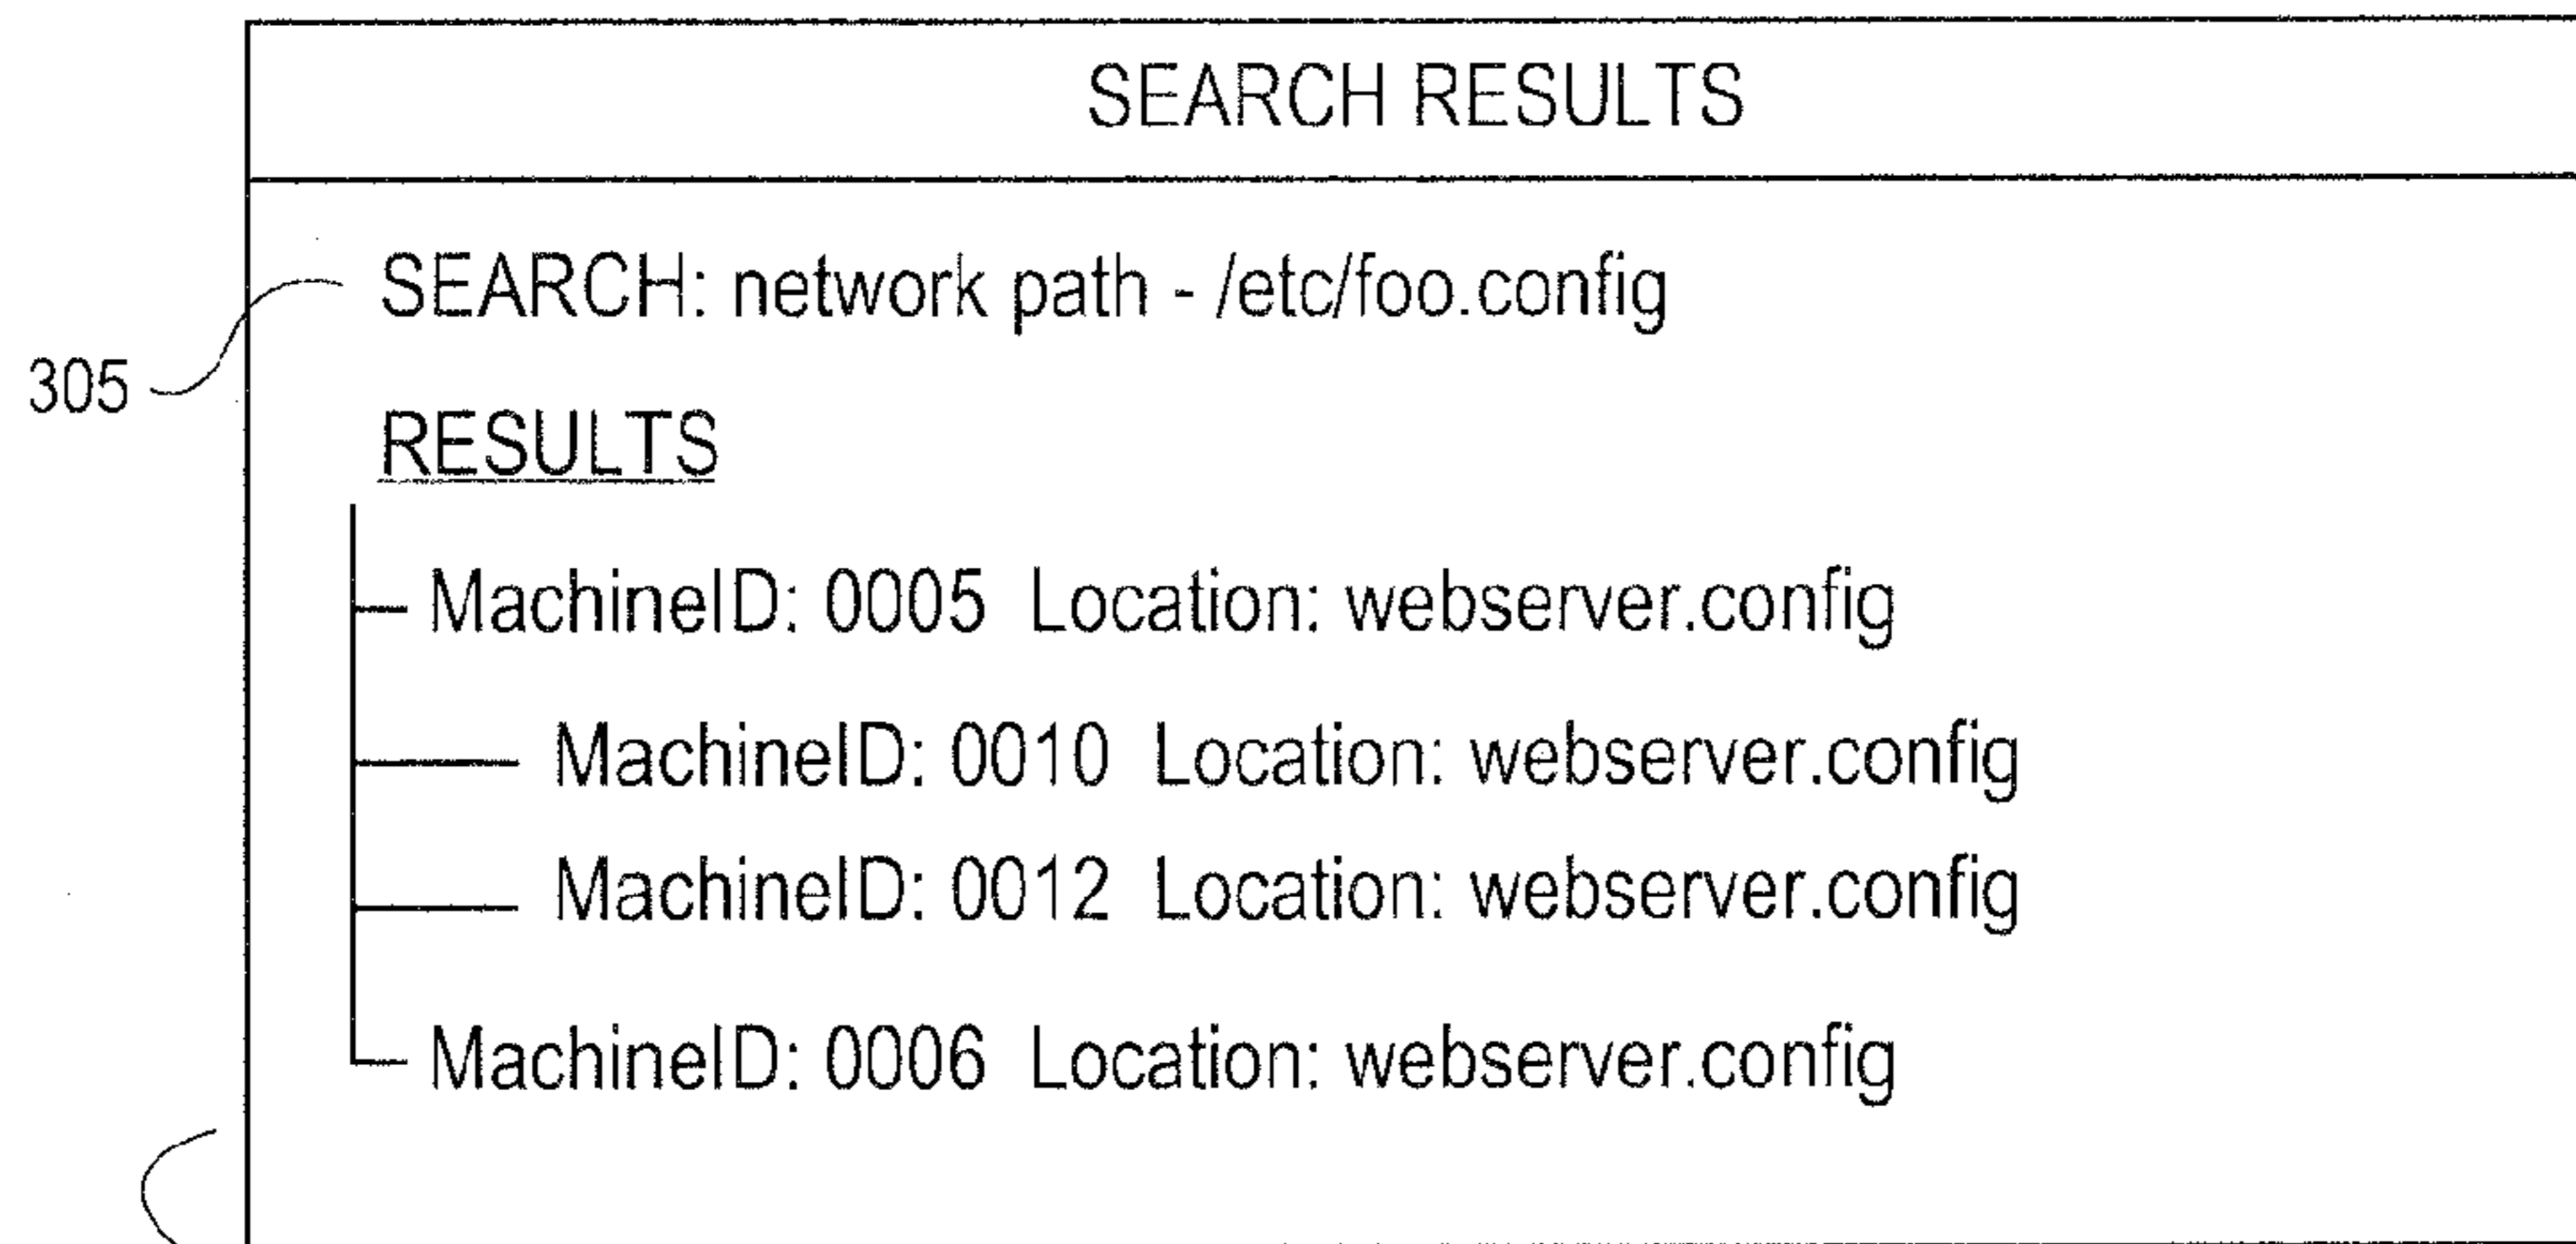 SEARCH RESULTS
SEARCH: network path - /etc/foo.config
305
RESULTS
MachineID: 0005 Location: webserver.config
MachineID: 0010 Location: webserver.config
MachineID: 0012 Location: webserver.config
MachineID: 0006 Location: webserver.config